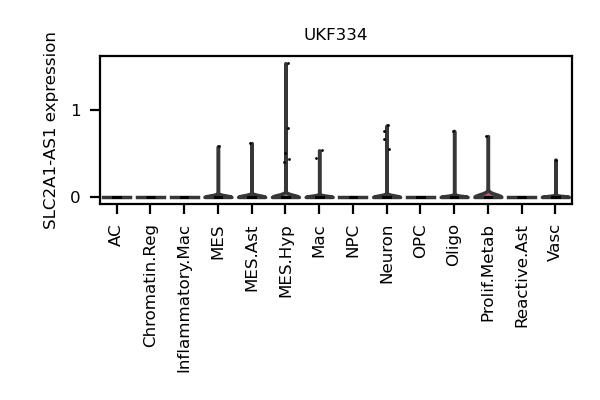 UKF334
SLC2A1-AS1 expression
1
0
AC
Chromatin.Reg
Inflammatory.Mac
MES
MES.Ast
MES.Hyp
Mac
NPC
Neuron
OPC
Oligo
Prolif.Metab
Reactive.Ast
Vasc